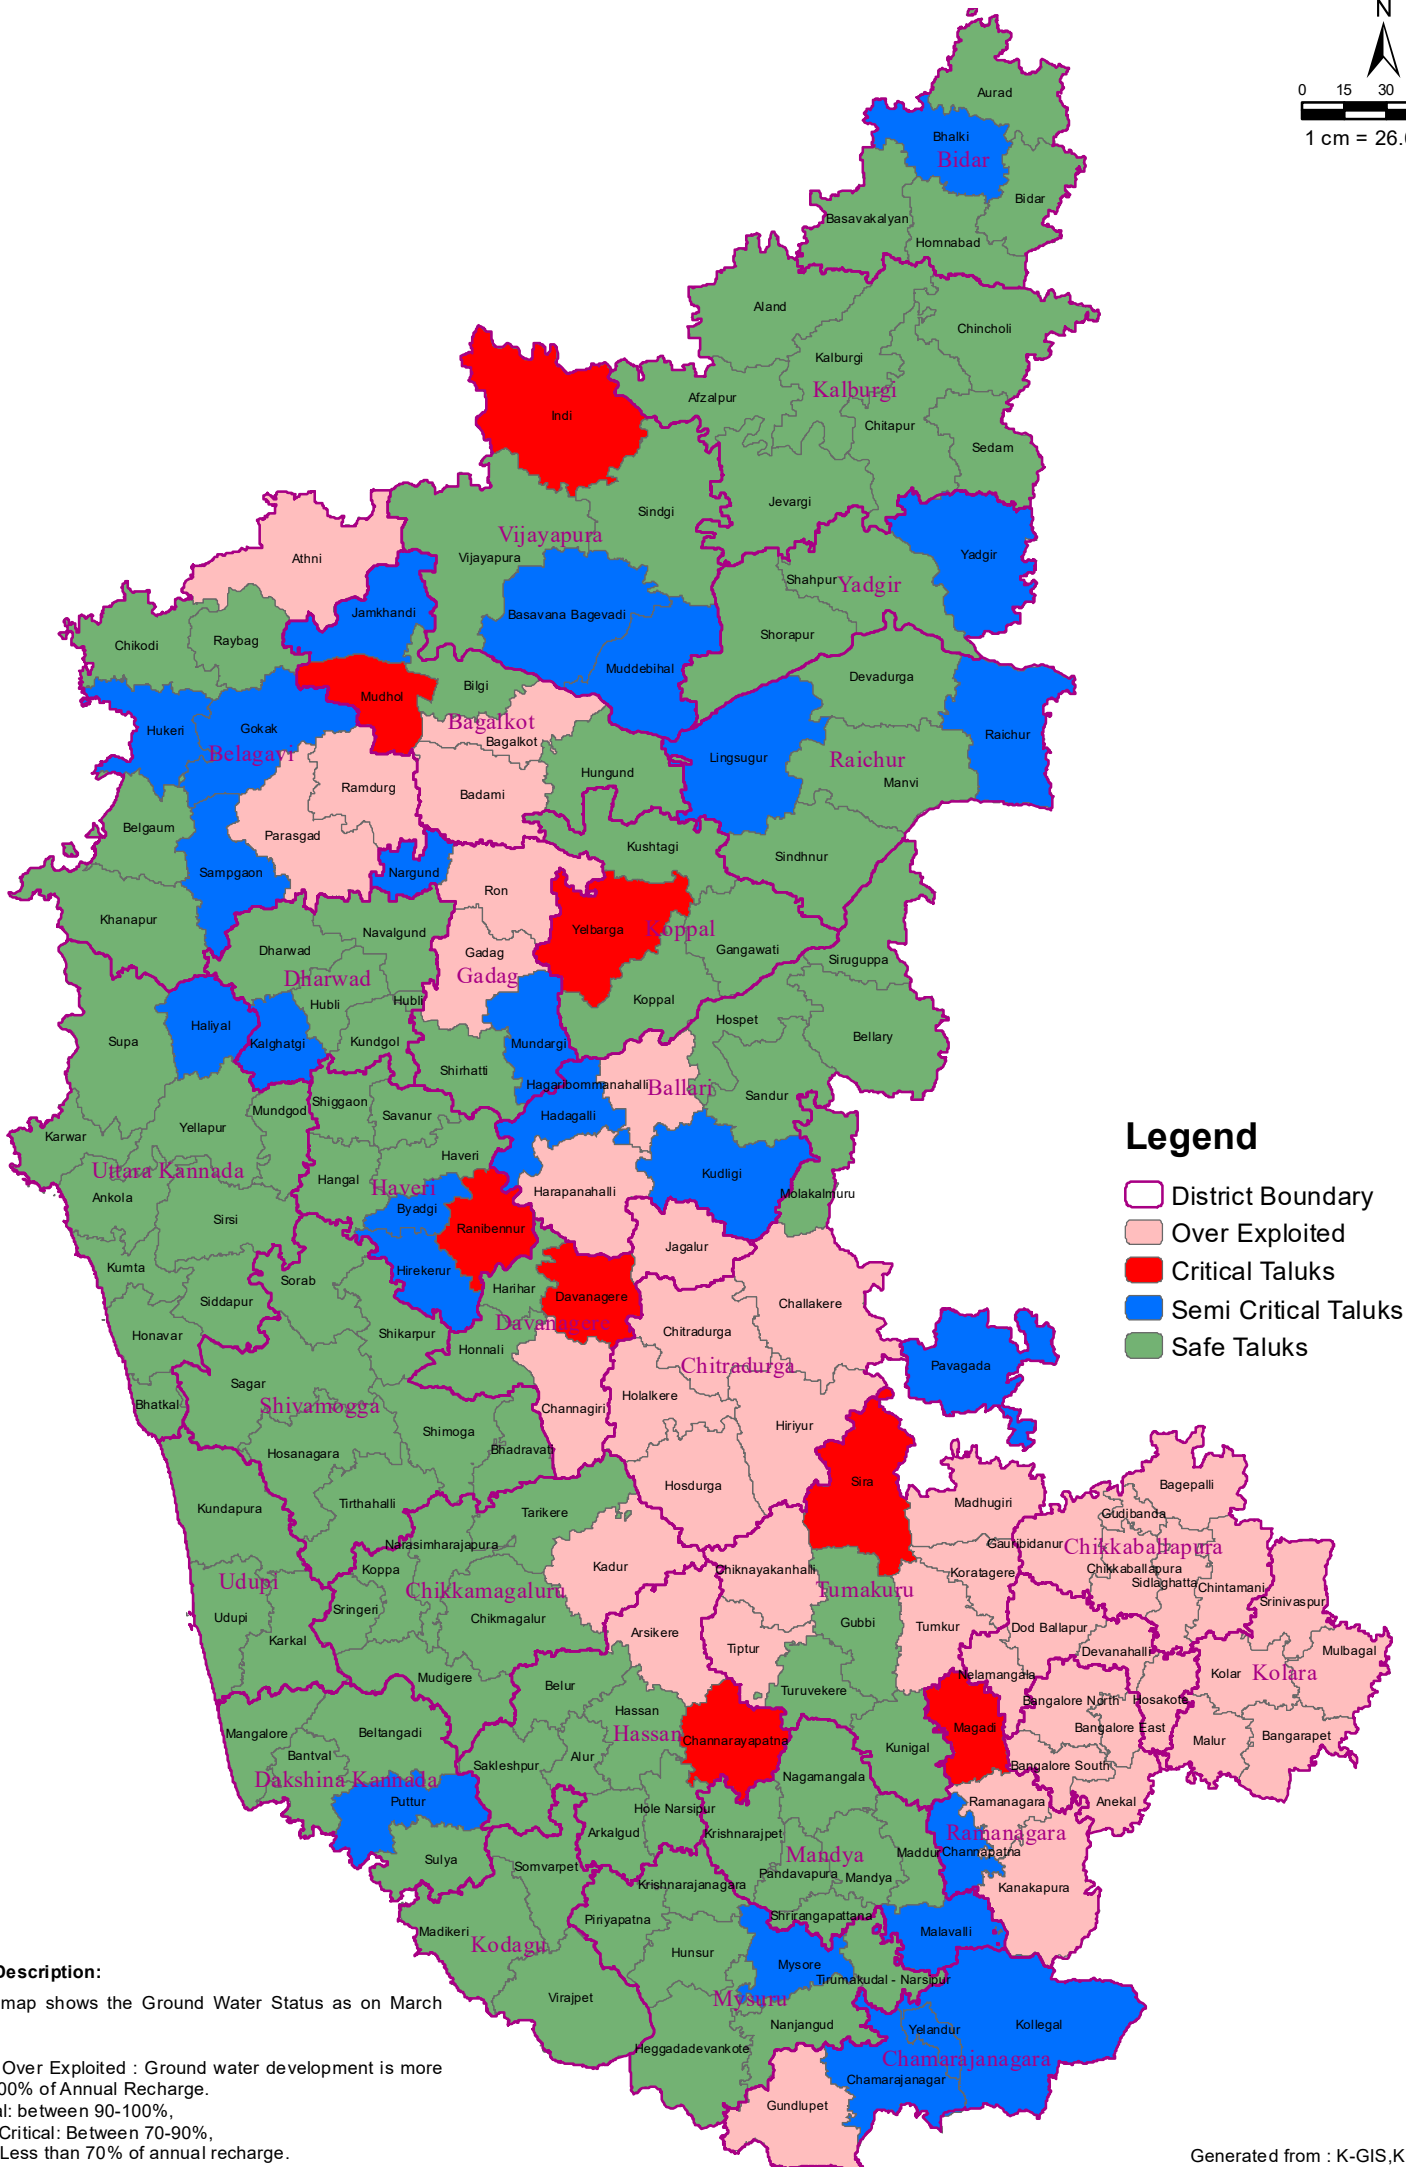 N
0 15 30
1 cm = 26.
Aurad
Bhalki
Bidar
Bidar
Basavakalyan
Homnabad
Aland
Chincholi
Kalburgi
Kalburgi
Afzalpur
Indi
Chitapur
Sedam
Jevargi
Sindgi
Vijayapura
Vijayapura
Athni
Yadgir
Shahpur
Yadgir
Jamkhandi
Basavana Bagevadi
Shorapur
Chikodi
Raybag
Muddebihal
Devadurga
Mudhol
Bilgi
Bagalkot
Bagalkot
Hukeri
Gokak
Belagavi
Raichur
Lingsugur
Raichur
Manvi
Hungund
Ramdurg
Badami
Belgaum
Parasgad
Kushtagi
Sindhnur
Sampgaon
Nargund
Ron
Khanapur
Navalgund
Yelbarga
Koppal
Dharwad
Gadag
Gangawati
Siruguppa
Dharwad
Gadag
Hubli
Hubli
Koppal
Hospet
Haliyal
Supa
Kalghatgi
Kundgol
Mundargi
Bellary
Shirhatti
Hagaribommanahalli
Ballari
Sandur
Mundgod
Shiggaon
Savanur
Hadagalli
Karwar
Yellapur
Haveri
Uttara Kannada
Hangal
Haveri
Kudligi
Harapanahalli
Molakalmuru
Ankola
Byadgi
Sirsi
Ranibennur
Jagalur
Kumta
Sorab
Hirekerur
Harihar
Davanagere
Challakere
Siddapur
Davanagere
Honavar
Shikarpur
Honnali
Chitradurga
Chitradurga
Pavagada
Legend
District Boundary
Over Exploited
Critical Taluks
Semi Critical Taluks
Safe Taluks
Sagar
Holalkere
Bhatkal
Shivamogga
Channagiri
Hiriyur
Shimoga
Hosanagara
Bhadravati
Sira
Hosdurga
Bagepalli
Kundapura
Tirthahalli
Tarikere
Madhugiri
Gudibanda
Narasimharajapura
Gauribidanur
Chikkaballapura
Koppa
Kadur
Chiknayakanhalli
Koratagere
Chikkaballapura
Sidlaghatta
Chintamani
Udupi
Chikkamagaluru
Tumakuru
Srinivaspur
Udupi
Sringeri
Chikmagalur
Gubbi
Karkal
Arsikere
Tiptur
Tumkur
Dod Ballapur
Devanahalli
Mulbagal
Mudigere
Belur
Turuvekere
Nelamangala
Kolar
Kolara
Hassan
Bangalore North
Hosakote
Mangalore
Beltangadi
Hassan
Channarayapatna
Magadi
Bangalore East
Malur
Bangarapet
Bantval
Alur
Kunigal
Sakleshpur
Bangalore South
Dakshina Kannada
Nagamangala
Puttur
Hole Narsipur
Ramanagara
Anekal
Arkalgud
Krishnarajpet
Ramanagara
Mandya
Maddur
Channapatna
Sulya
Somvarpet
Pandavapura
Mandya
Krishnarajanagara
Kanakapura
Piriyapatna
Shrirangapattana
Madikeri
Kodagu
Hunsur
Malavalli
Mysore
Tirumakudal - Narsipur
Virajpet
Mysuru
Nanjangud
Kollegal
Yelandur
Heggadadevankote
Chamarajanagara
Chamarajanagar
Gundlupet
Description:
map shows the Ground Water Status as on March
Over Exploited : Ground water development is more
00% of Annual Recharge.
al: between 90-100%,
Critical: Between 70-90%,
Less than 70% of annual recharge.
Generated from : K-GIS,K